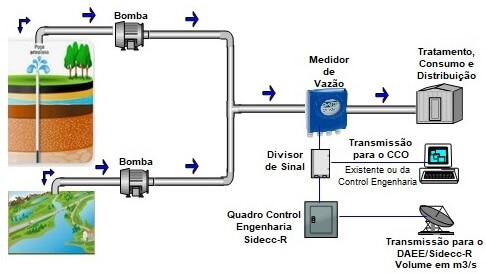 Bomba
Poço
artesiano
Medidor
de
Vazão
Tratamento,
Consumo e
Distribuição
Bomba
Divisor
de Sinal
Transmissão
para o CCO
Existente ou da
Control Engenharia
Quadro Control
Engenharia
Sidecc-R
Transmissão para o
DAEE/Sidecc-R
Volume em m3/s